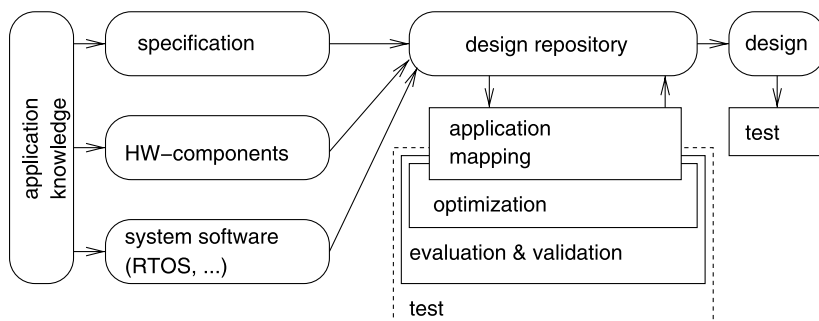 application
knowledge
specification
HW–components
system software
(RTOS, ...)
design repository
application
mapping
optimization
evaluation & validation
test
design
test